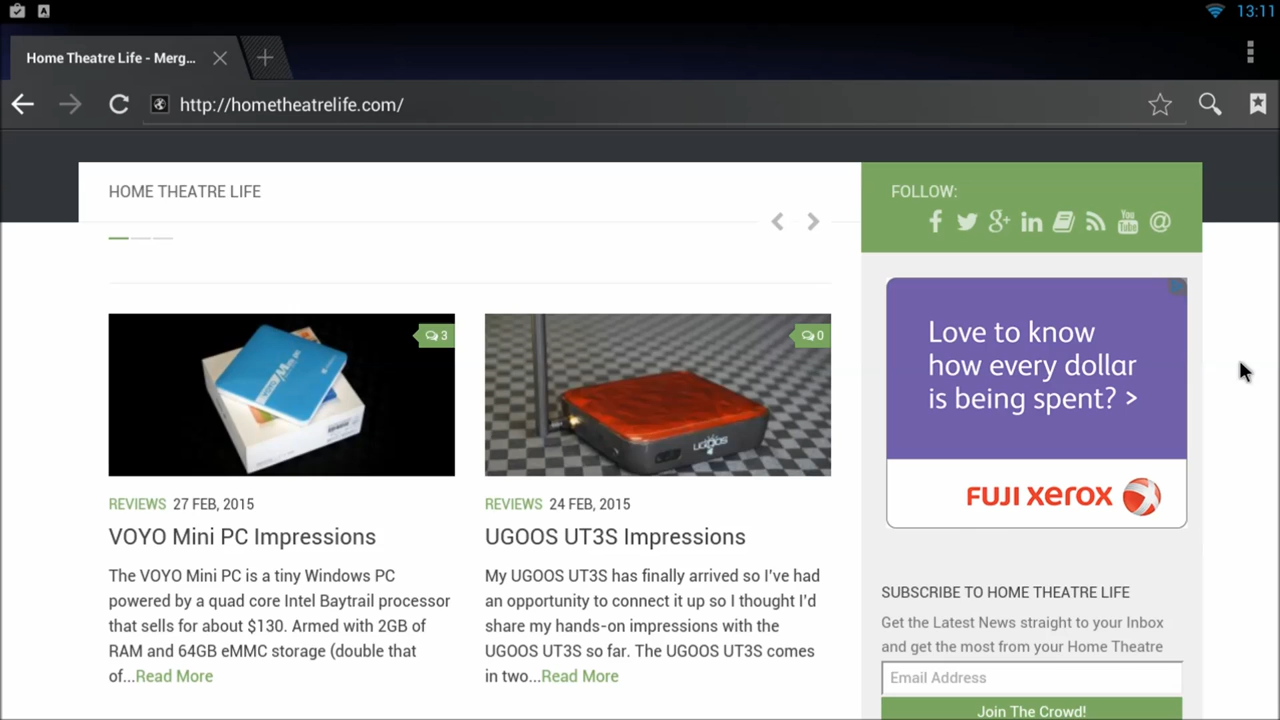 13:11
Home Theatre Life - Merg...
http://hometheatrelife.com/
HOME THEATRE LIFE
FOLLOW:
You
Tube
3
0
Love to know
how every dollar
is being spent? >
FUJI xerox
ugoos
REVIEWS 27 FEB, 2015
VOYO Mini PC Impressions
The VOYO Mini PC is a tiny Windows PC
powered by a quad core Intel Baytrail processor
that sells for about $130. Armed with 2GB of
RAM and 64GB eMMC storage (double that
of...Read More
REVIEWS 24 FEB, 2015
UGOOS UT3S Impressions
My UGOOS UT3S has finally arrived so I've had
an opportunity to connect it up so I thought I'd
share my hands-on impressions with the
UGOOS UT3S so far. The UGOOS UT3S comes
in two...Read More
SUBSCRIBE TO HOME THEATRE LIFE
Get the Latest News straight to your Inbox
and get the most from your Home Theatre
Email Address
Join The Crowd!